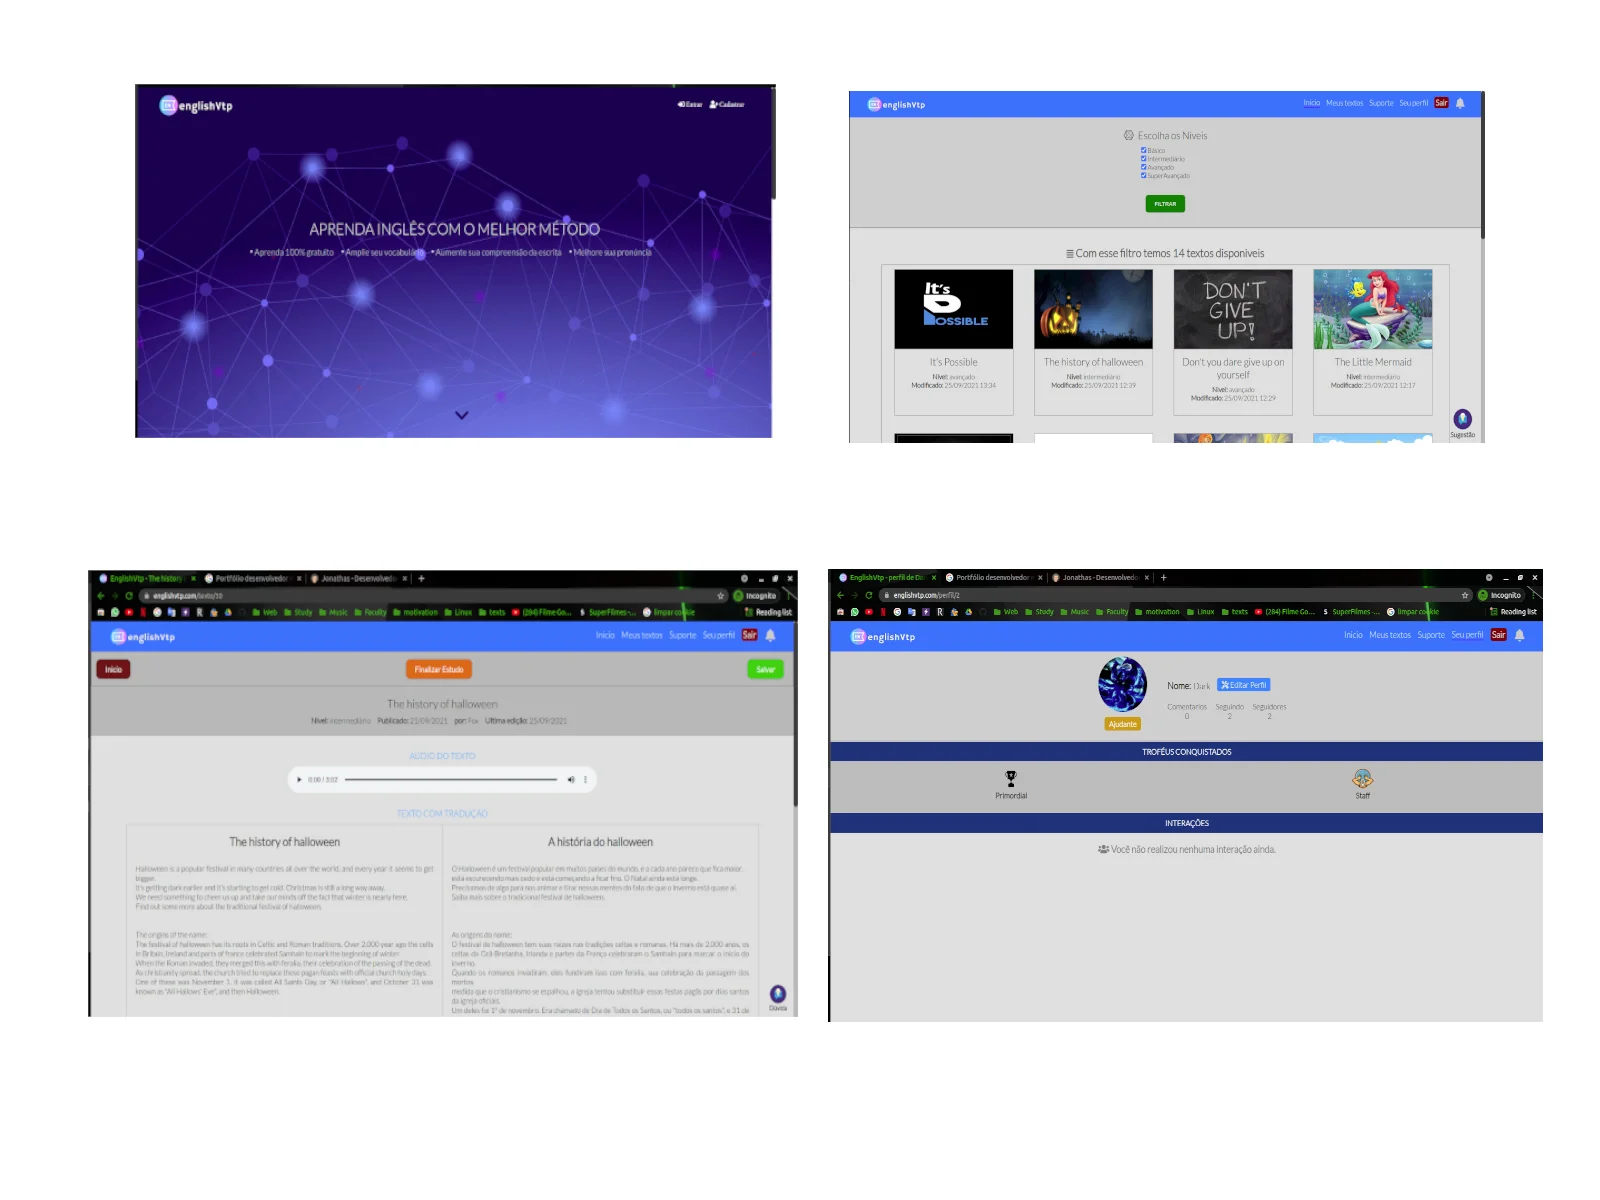 englishVtp
Entrar
Cadastrar
APRENDA INGLÊS COM O MELHOR MÉTODO
• Aprenda 100% gratuito • Amplie seu vocabulário • Aumente sua compreensão da escrita • Melhore sua pronúncia
englishVtp
Início Meus textos Suporte Seu perfil Sair
Escolha os Níveis
Básico
Intermediário
Avançado
SuperAvançado
FILTRAR
Com esse filtro temos 14 textos disponíveis
It's
Possible
DON'T
GIVE
UP!
It's Possible
Nível: avançado
Modificado: 25/09/2021 13:04
The history of halloween
Nível: intermediário
Modificado: 25/09/2021 12:39
Don't you dare give up on
yourself
Nível: avançado
Modificado: 25/09/2021 12:29
The Little Mermaid
Nível: intermediário
Modificado: 25/09/2021 12:17
Sugestão
EnglishVtp - The history
Portfólio desenvolvedor
Jonathas - Desenvolvedo
englishvtp.com/texto/10
Incognito
Web Study Music Faculty motivation Linux texts (284) Filme Go... SuperFilmes -... limpar cookie Reading list
englishVtp
Início Meus textos Suporte Seu perfil Sair
Início
Finalizar Estudo
Salvar
The history of halloween
Nível: intermediário Publicado: 21/09/2021 por: Fox Ultima edição: 25/09/2021
AUDIO DO TEXTO
0:00 / 3:02
TEXTO COM TRADUÇÃO
The history of halloween
Halloween is a popular festival in many countries all over the world, and every year it seems to get
bigger.
It's getting dark earlier and it's starting to get cold. Christmas is still a long way away.
We need something to cheer us up and take our minds off the fact that winter is nearly here.
Find out some more about the traditional festival of halloween.
The origins of the name:
The festival of halloween has its roots in Celtic and Roman traditions. Over 2,000 year ago the celts
in Britain, Ireland and parts of france celebrated Samhain to mark the beginning of winter.
When the Roman invaded, they merged this with feralia, their celebration of the passing of the dead.
As christianity spread, the church tried to replace these pagan feasts with official church holy days.
One of these was November 1. it was called All Saints Day, or "All Hallows", and October 31 was
known as "All Hallows' Eve", and then Halloween.
A história do halloween
O Halloween é um festival popular em muitos países do mundo, e a cada ano parece que fica maior.
está escurecendo mais cedo e está começando a ficar frio. O Natal ainda está longe.
Precisamos de algo para nos animar e tirar nossas mentes do fato de que o inverno está quase aí.
Saiba mais sobre o tradicional festival de halloween.
As origens do nome:
O festival de halloween tem suas raízes nas tradições celtas e romanas. Há mais de 2.000 anos, os
celtas da Grã-Bretanha, Irlanda e partes da França celebraram o Samhain para marcar o início do
inverno.
Quando os romanos invadiram, eles fundiram isso com feralia, sua celebração da passagem dos
mortos.
medida que o cristianismo se espalhou, a igreja tentou substituir essas festas pagãs por dias santos
da igreja oficiais.
Um deles foi 1º de novembro. Era chamado de Dia de Todos os Santos, ou "todos os santos", e 31 de
Dúvida
EnglishVtp - perfil de Da
Portfólio desenvolvedor
Jonathas - Desenvolvedo
englishvtp.com/perfil/2
Incognito
Web Study Music Faculty motivation Linux texts (284) Filme Go... SuperFilmes -... limpar cookie Reading list
englishVtp
Início Meus textos Suporte Seu perfil Sair
Nome: Dark Editar Perfil
Comentarios Seguindo Seguidores
0 2 2
Ajudante
TROFÉUS CONQUISTADOS
Primordial
Staff
INTERAÇÕES
Você não realizou nenhuma interação ainda.